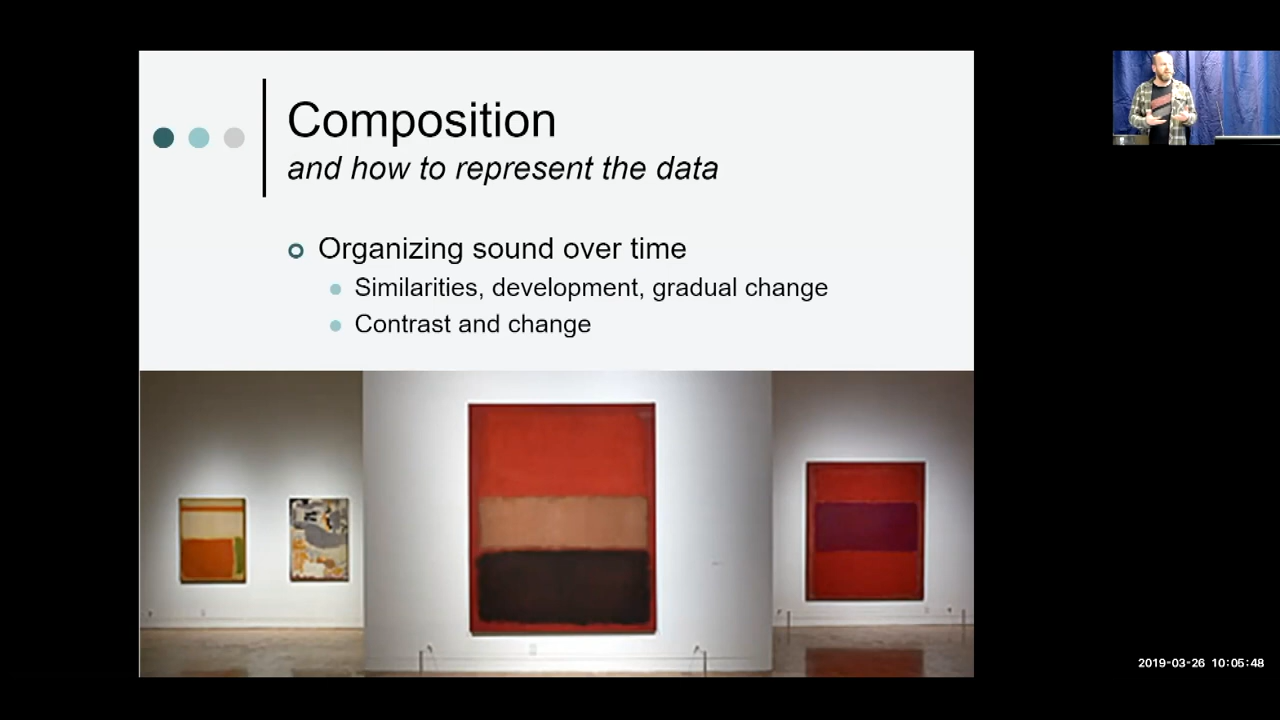 Composition
and how to represent the data
Organizing sound over time
Similarities, development, gradual change
Contrast and change
2019-03-26 10:05:48